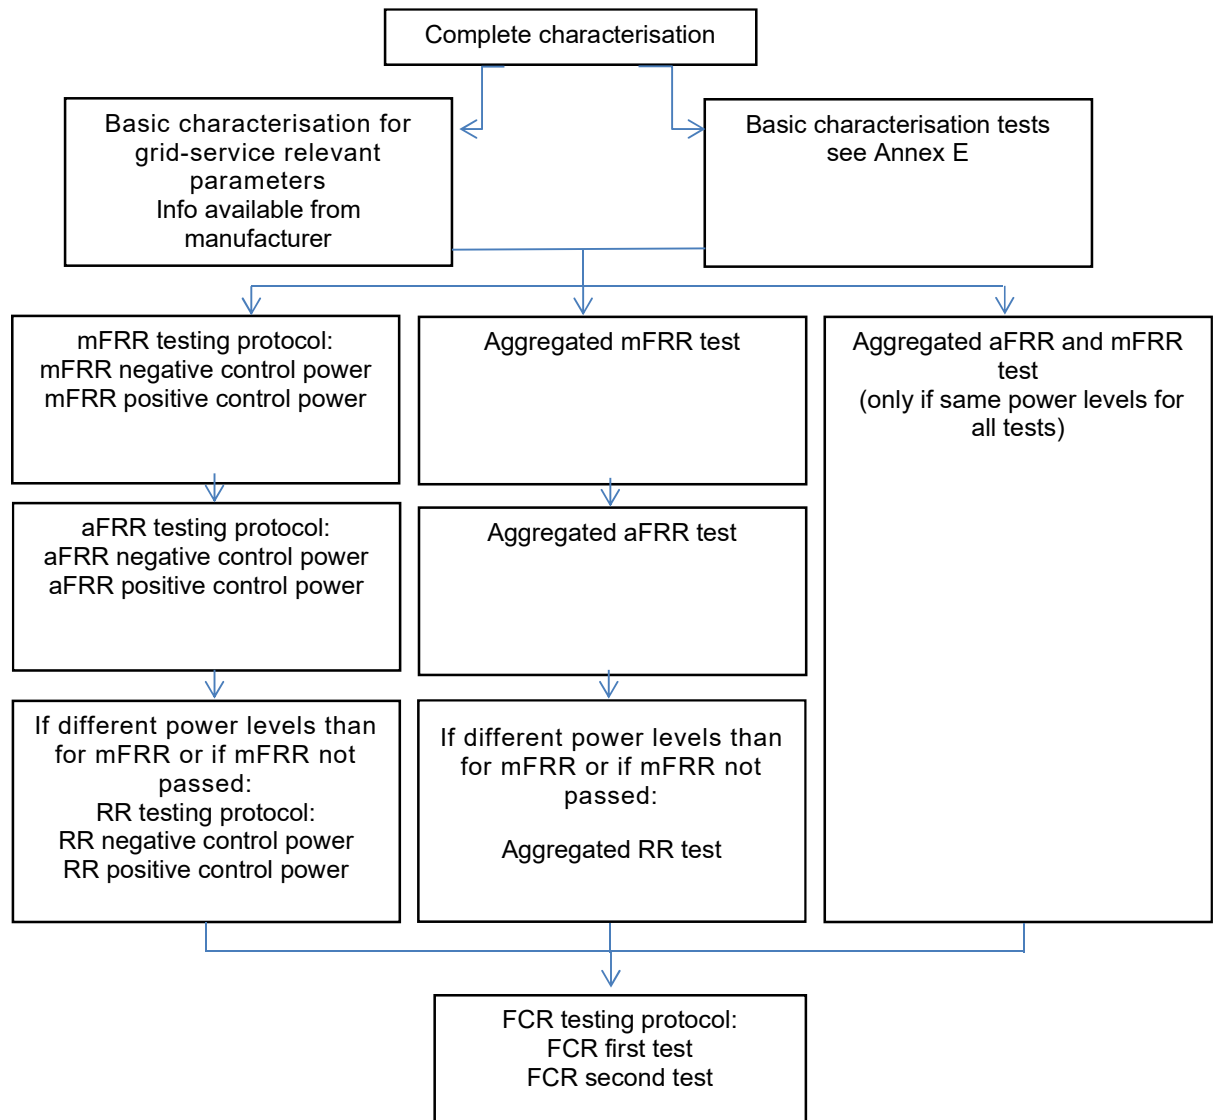 Complete characterisation
Basic characterisation for
grid-service relevant
parameters
Info available from
manufacturer
Basic characterisation tests
see Annex E
mFRR testing protocol:
mFRR negative control power
mFRR positive control power
Aggregated mFRR test
Aggregated aFRR and mFRR
test
(only if same power levels for
all tests)
aFRR testing protocol:
aFRR negative control power
aFRR positive control power
Aggregated aFRR test
If different power levels than
for mFRR or if mFRR not
passed:
RR testing protocol:
RR negative control power
RR positive control power
If different power levels than
for mFRR or if mFRR not
passed:
Aggregated RR test
FCR testing protocol:
FCR first test
FCR second test